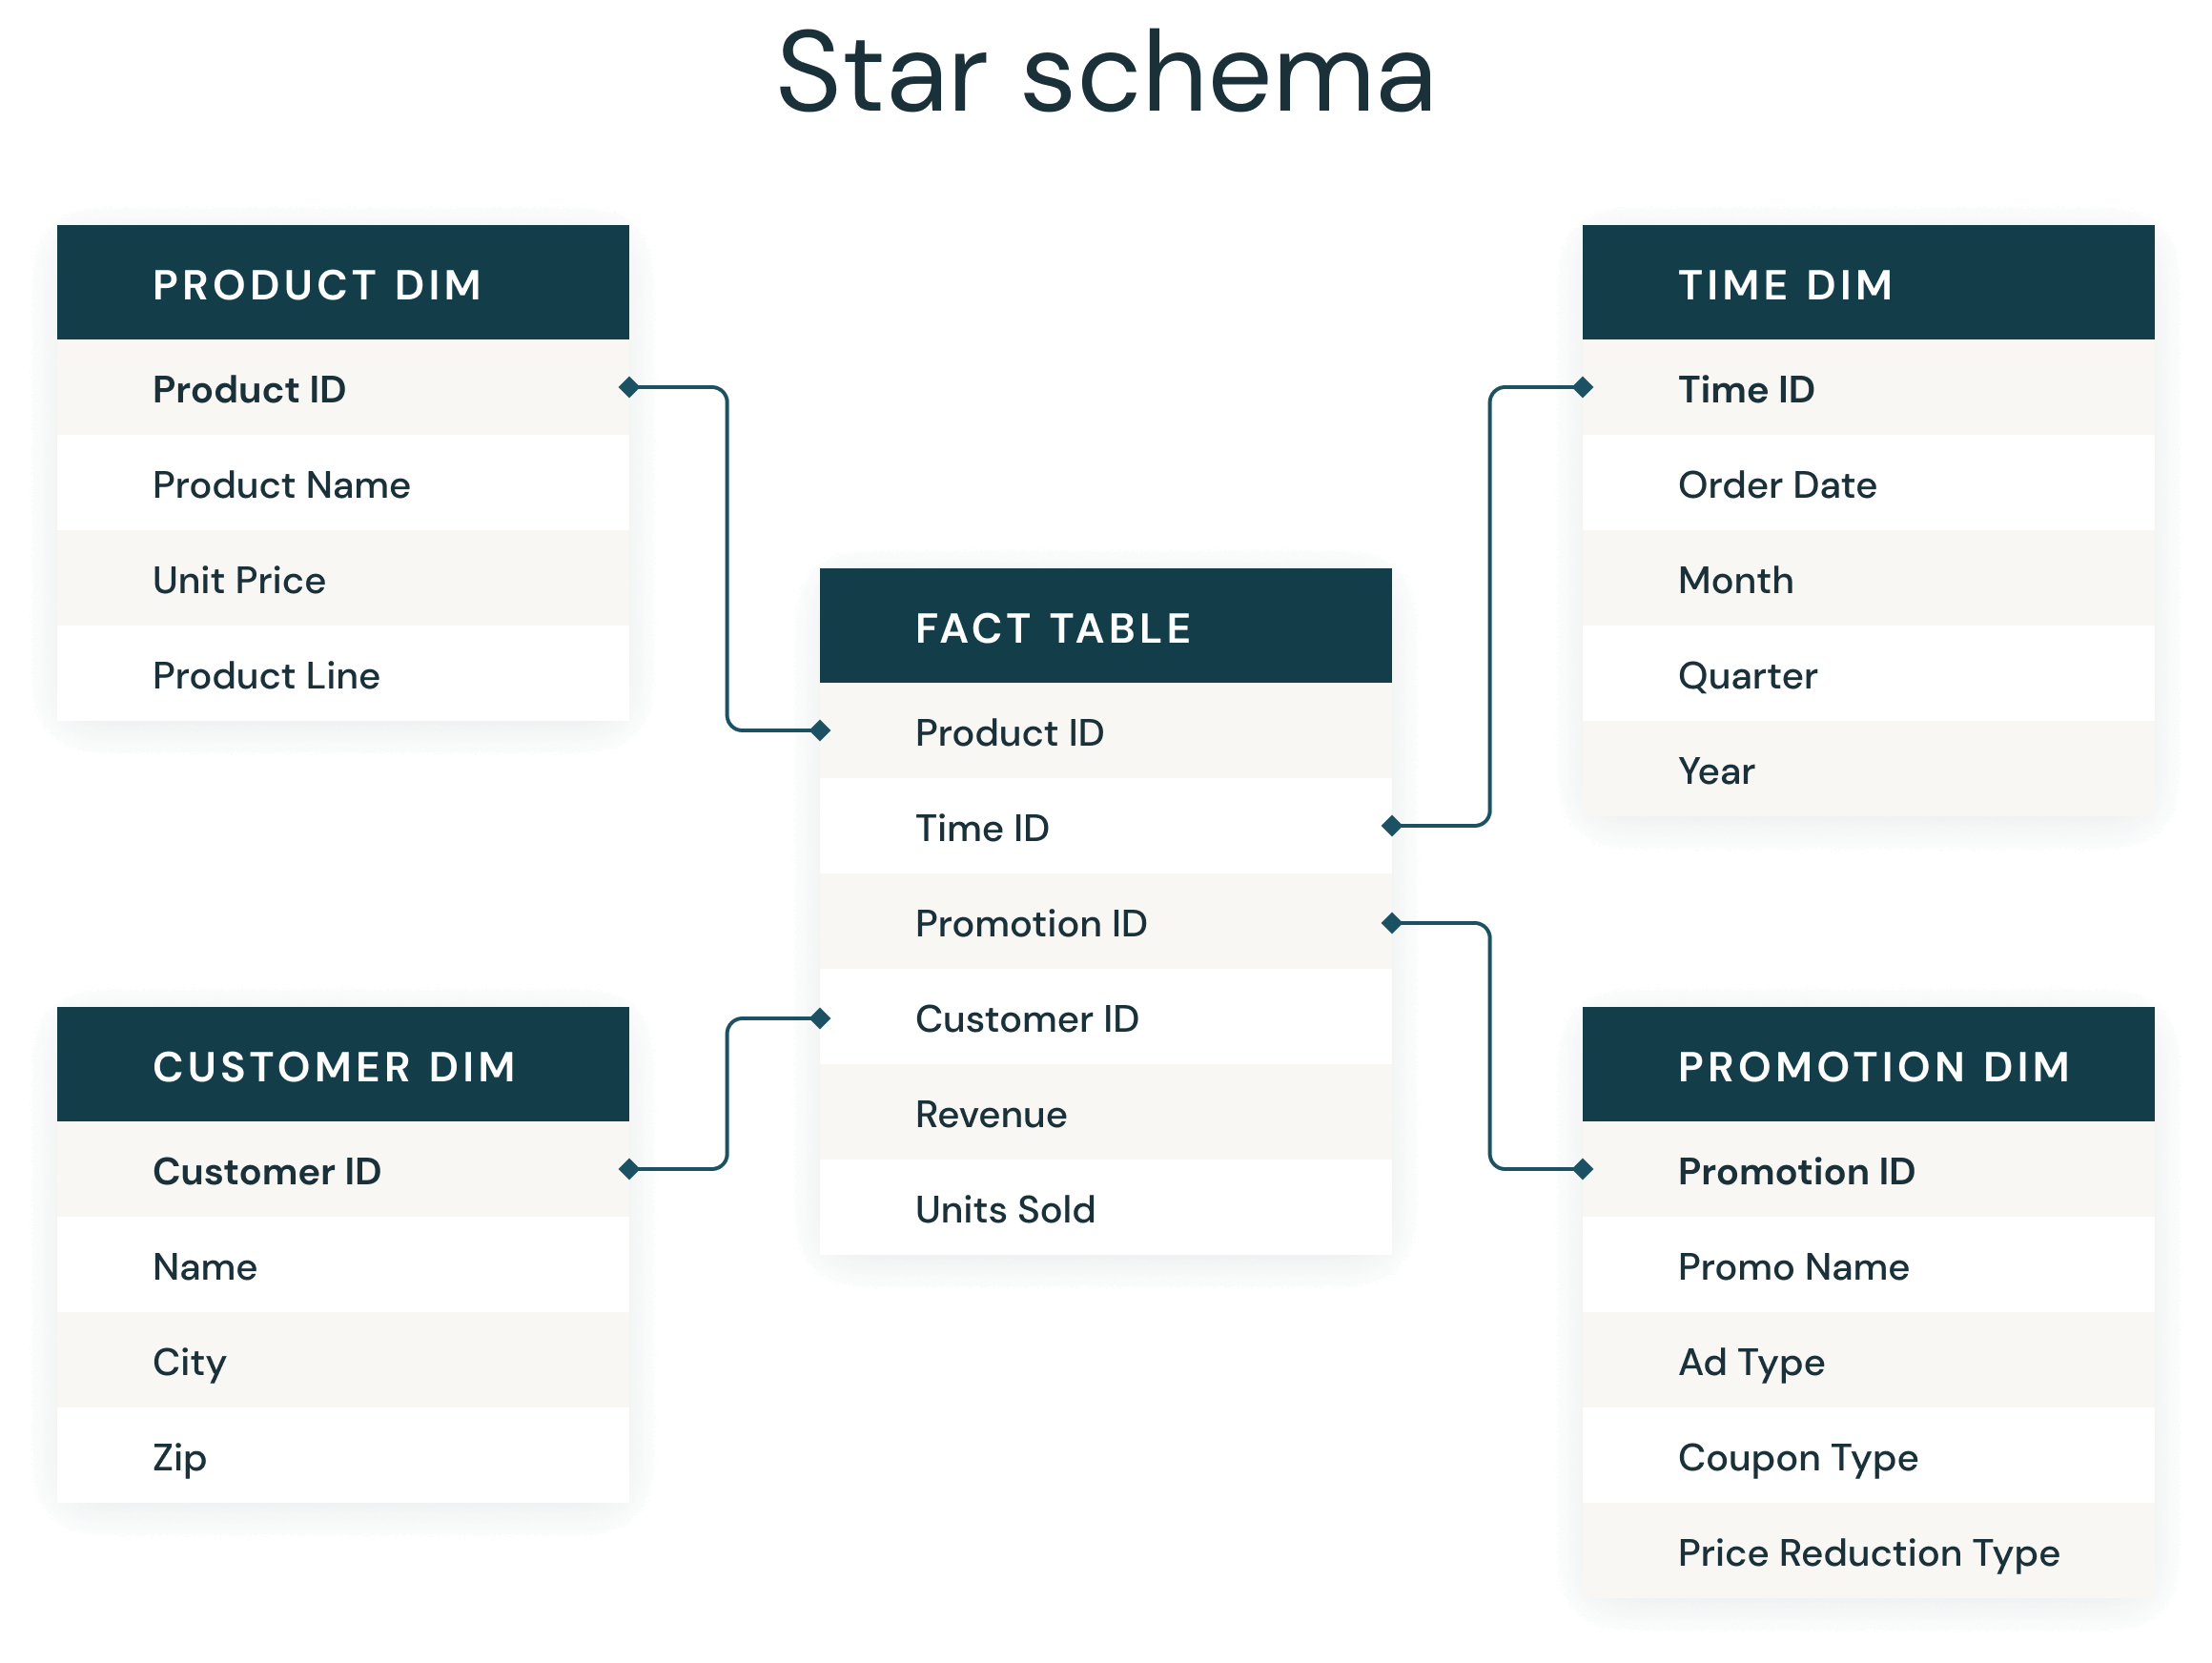 Star schema
PRODUCT DIM
Product ID
Product Name
Unit Price
Product Line
TIME DIM
Time ID
Order Date
Month
Quarter
Year
FACT TABLE
Product ID
Time ID
Promotion ID
Customer ID
Revenue
Units Sold
CUSTOMER DIM
Customer ID
Name
City
Zip
PROMOTION DIM
Promotion ID
Promo Name
Ad Type
Coupon Type
Price Reduction Type